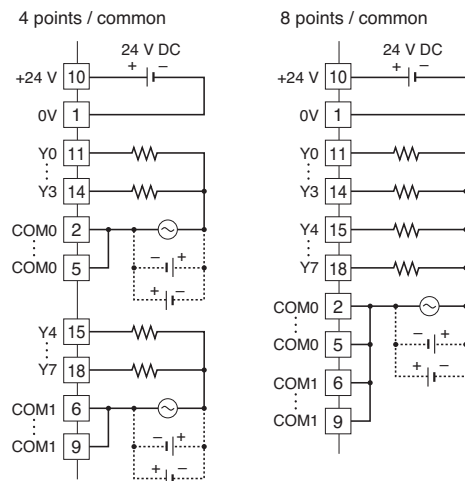 4 points / common
24 V DC
+ −
+24 V 10
0V 1
Y0 11
Y3 14
COM0 2
COM0 5
− +
+ −
Y4 15
Y7 18
COM1 6
COM1 9
− +
+ −
8 points / common
24 V DC
+ −
+24 V 10
0V 1
Y0 11
Y3 14
Y4 15
Y7 18
COM0 2
COM0 5
COM1 6
COM1 9
− +
+ −